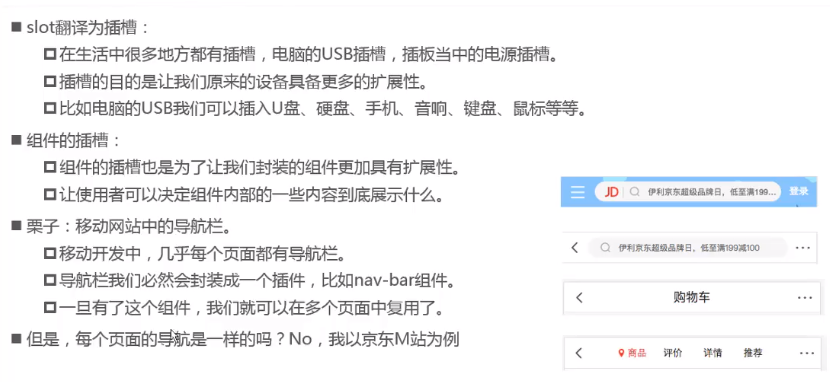 slot翻译为插槽：
在生活中很多地方都有插槽，电脑的USB插槽，插板当中的电源插槽。
插槽的目的是让我们原来的设备具备更多的扩展性。
比如电脑的USB我们可以插入U盘、硬盘、手机、音响、键盘、鼠标等等。
组件的插槽：
组件的插槽也是为了让我们封装的组件更加具有扩展性。
让使用者可以决定组件内部的一些内容到底展示什么。
栗子：移动网站中的导航栏。
移动开发中，几乎每个页面都有导航栏。
导航栏我们必然会封装成一个插件，比如nav-bar组件。
一旦有了这个组件，我们就可以在多个页面中复用了。
但是，每个页面的导航是一样的吗？No，我以京东M站为例
JD 伊利京东超级品牌日，低至满199... 登录
伊利京东超级品牌日，低至满199减100
购物车
商品 评价 详情 推荐